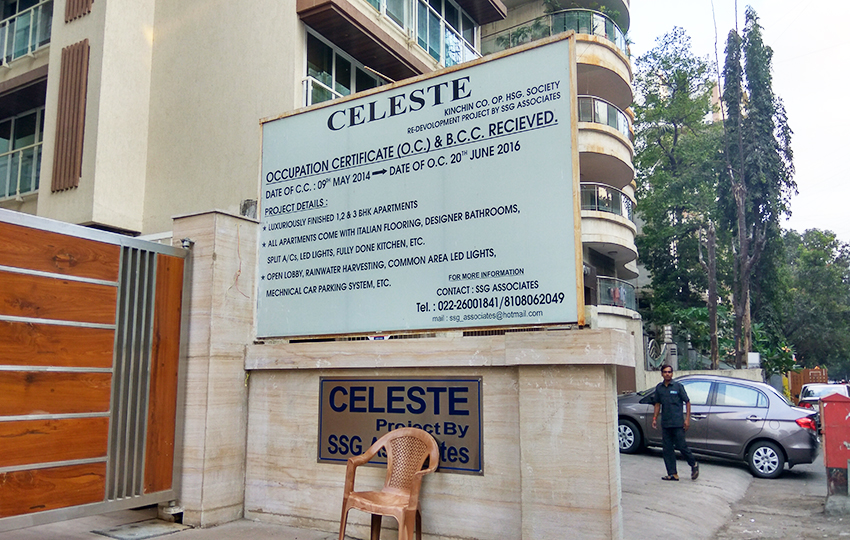 CELESTE
KINCHIN CO. OP. HSG. SOCIETY
RE-DEVOLOPMENT PROJECT BY SSG ASSOCIATES
OCCUPATION CERTIFICATE (O.C.) & B.C.C. RECIEVED.
DATE OF C.C. : 09TH MAY 2014 → DATE OF O.C. 20TH JUNE 2016
PROJECT DETAILS :
★ LUXURIOUSLY FINISHED 1,2 & 3 BHK APARTMENTS
★ ALL APARTMENTS COME WITH ITALIAN FLOORING, DESIGNER BATHROOMS,
SPLIT A/Cs, LED LIGHTS, FULLY DONE KITCHEN, ETC.
★ OPEN LOBBY, RAINWATER HARVESTING, COMMON AREA LED LIGHTS,
MECHNICAL CAR PARKING SYSTEM, ETC.
FOR MORE INFORMATION
CONTACT : SSG ASSOCIATES
Tel. : 022-26001841/8108062049
mail : ssg_associates@hotmail.com
CELESTE
Project By
SSG. Associates